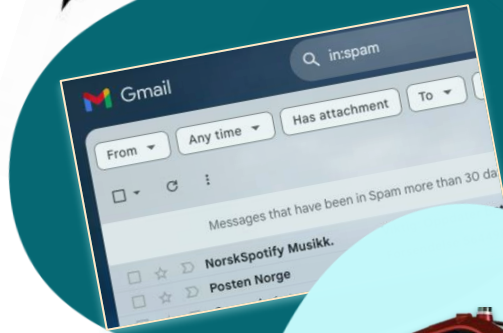 Gmail
in:spam
From
Any time
Has attachment
To
Messages that have been in Spam more than 30 da
NorskSpotify Musikk.
Posten Norge